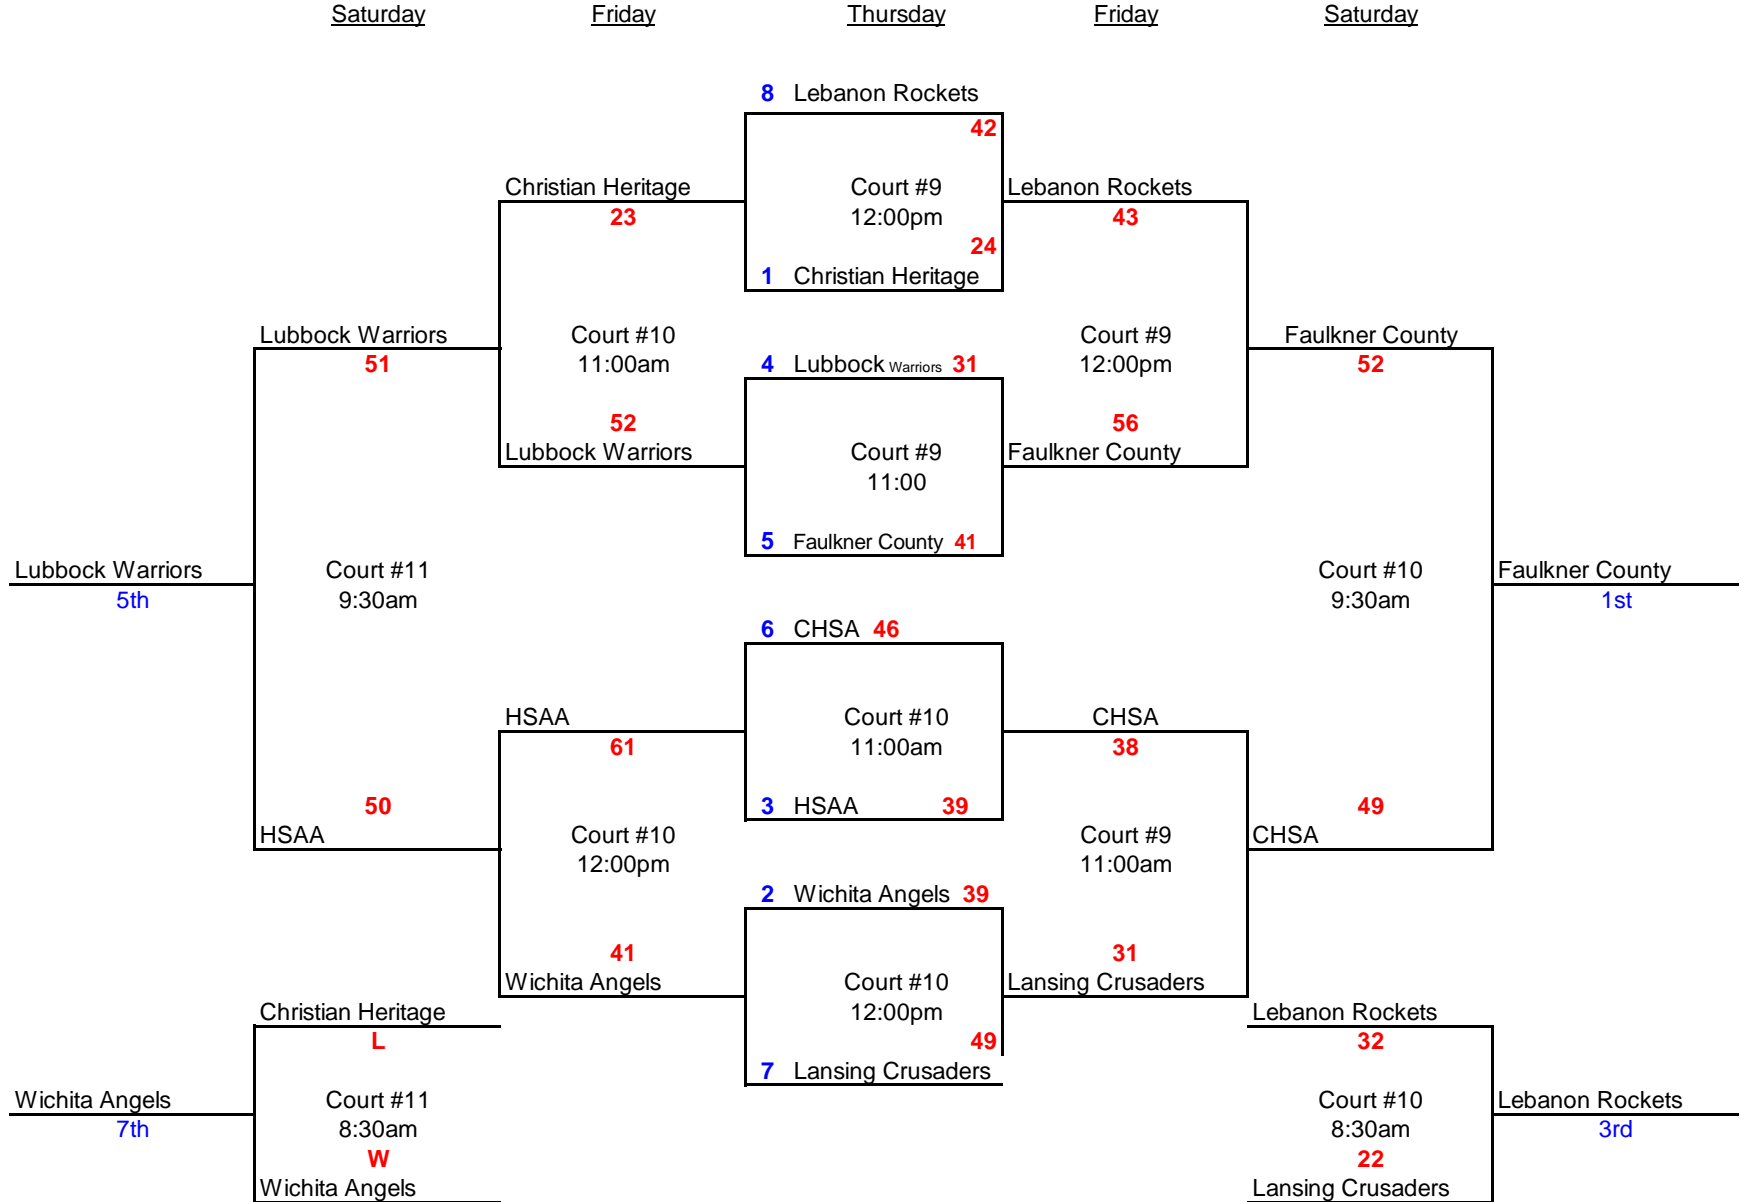 Saturday Friday Thursday Friday Saturday
8 Lebanon Rockets
42
Christian Heritage Court #9 Lebanon Rockets
23 12:00pm 43
24
1 Christian Heritage
Lubbock Warriors Court #10 Court #9 Faulkner County
51 11:00am 4 Lubbock Warriors 31 12:00pm 52
52 56
Lubbock Warriors Court #9 Faulkner County
11:00
5 Faulkner County 41
Lubbock Warriors Court #11 Court #10 Faulkner County
5th 9:30am 9:30am 1st
6 CHSA 46
HSAA Court #10 CHSA
61 11:00am 38
50 3 HSAA 39 49
HSAA Court #10 Court #9 CHSA
12:00pm 11:00am
2 Wichita Angels 39
41 31
Wichita Angels Court #10 Lansing Crusaders
Christian Heritage 12:00pm Lebanon Rockets
L 49 32
7 Lansing Crusaders
Wichita Angels Court #11 Court #10 Lebanon Rockets
7th 8:30am 8:30am 3rd
W 22
Wichita Angels Lansing Crusaders